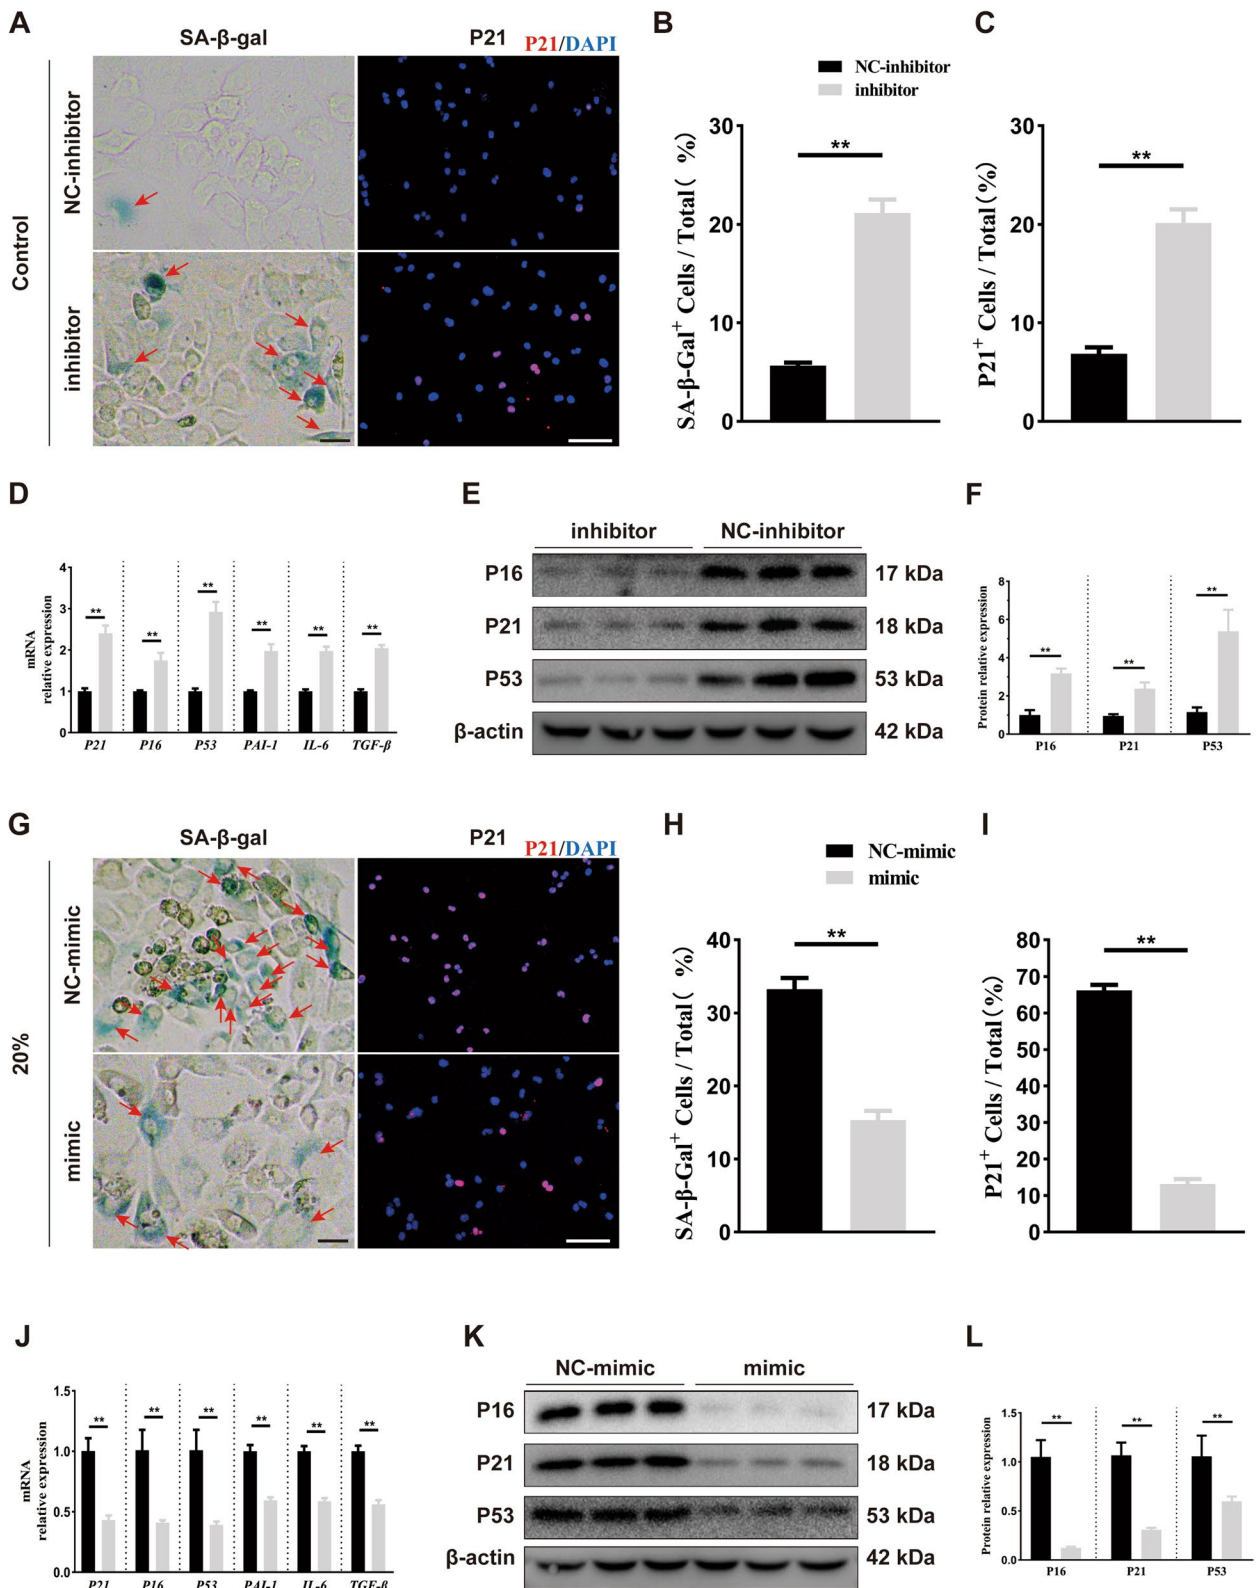 A
SA-β-gal
P21
P21/DAPI
Control
NC-inhibitor
inhibitor
B
NC-inhibitor
inhibitor
SA-β-Gal+ Cells / Total( %)
30
20
10
0
**
C
P21+ Cells / Total(%)
30
20
10
0
**
D
mRNA
relative expression
4
3
2
1
0
** ** ** ** ** **
P21 P16 P53 PAI-1 IL-6 TGF-β
E
inhibitor NC-inhibitor
P16 17 kDa
P21 18 kDa
P53 53 kDa
β-actin 42 kDa
F
Protein relative expression
8
6
4
2
0
** ** **
P16 P21 P53
G
SA-β-gal
P21
P21/DAPI
20%
NC-mimic
mimic
H
NC-mimic
mimic
SA-β-Gal+ Cells / Total( %)
40
30
20
10
0
**
I
P21+ Cells / Total(%)
80
70
60
50
40
30
20
10
0
**
J
mRNA
relative expression
1.5
1.0
0.5
0.0
** ** ** ** ** **
P21 P16 P53 PAI-1 IL-6 TGF-β
K
NC-mimic mimic
P16 17 kDa
P21 18 kDa
P53 53 kDa
β-actin 42 kDa
L
Protein relative expression
1.5
1.0
0.5
0.0
** ** **
P16 P21 P53